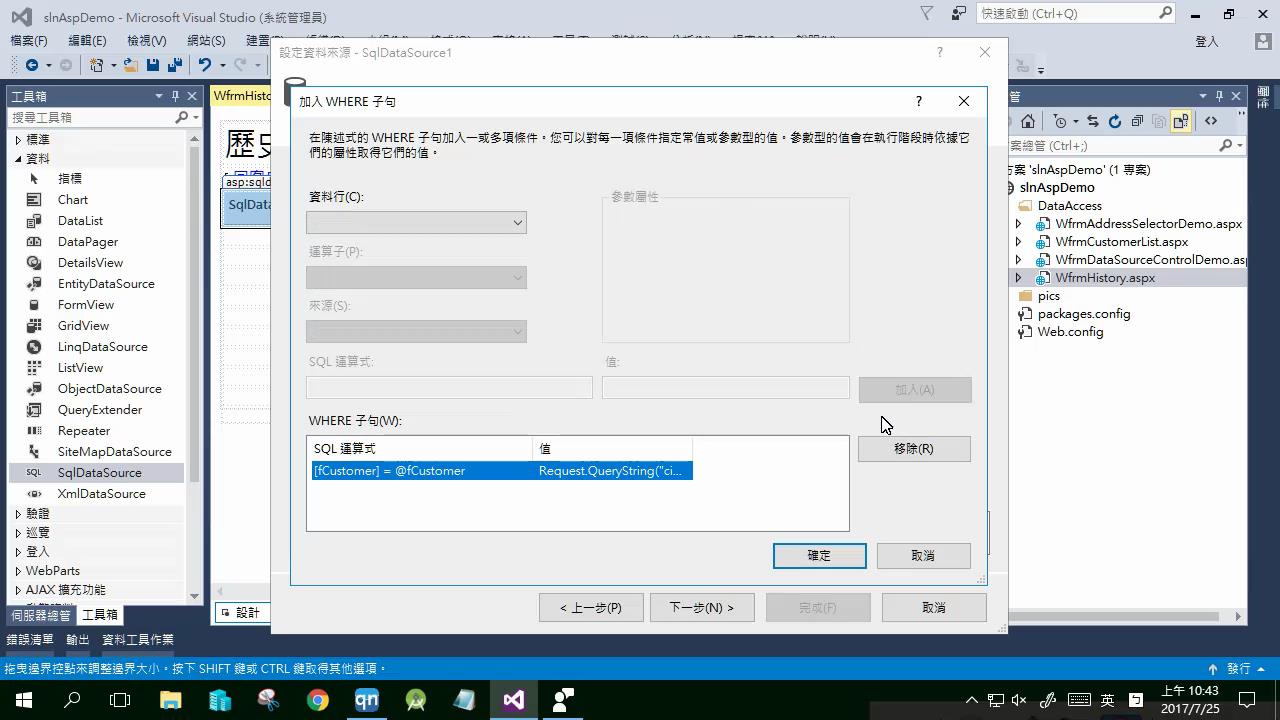 slnAspDemo - Microsoft Visual Studio (系統管理員)
快速啟動 (Ctrl+Q)
檔案(F) 編輯(E) 檢視(V) 網站(S)
登入
設定資料來源 - SqlDataSource1
工具箱
搜尋工具箱
標準
資料
指標
Chart
DataList
DataPager
DetailsView
EntityDataSource
FormView
GridView
LinqDataSource
ListView
ObjectDataSource
QueryExtender
Repeater
SiteMapDataSource
SqlDataSource
XmlDataSource
驗證
巡覽
登入
WebParts
AJAX 擴充功能
伺服器總管 工具箱
WfrmHisto
歷史
asp:sqld
SqlData
設計
加入 WHERE 子句
在陳述式的 WHERE 子句加入一或多項條件。您可以對每一項條件指定常值或參數型的值。參數型的值會在執行階段時依據它
們的屬性取得它們的值。
資料行(C):
參數屬性
運算子(P):
來源(S):
SQL 運算式:
值:
加入(A)
WHERE 子句(W):
SQL 運算式 值
[fCustomer] = @fCustomer Request.QueryString("ci...
移除(R)
確定 取消
< 上一步(P) 下一步(N) > 完成(F) 取消
管
案總管 (Ctrl+;)
方案 'slnAspDemo' (1 專案)
slnAspDemo
DataAccess
WfrmAddressSelectorDemo.aspx
WfrmCustomerList.aspx
WfrmDataSourceControlDemo.asp
WfrmHistory.aspx
pics
packages.config
Web.config
錯誤清單 輸出 資料工具作業
拖曳邊界控點來調整邊界大小。按下 SHIFT 鍵或 CTRL 鍵取得其他選項。
發行
英
上午 10:43
2017/7/25